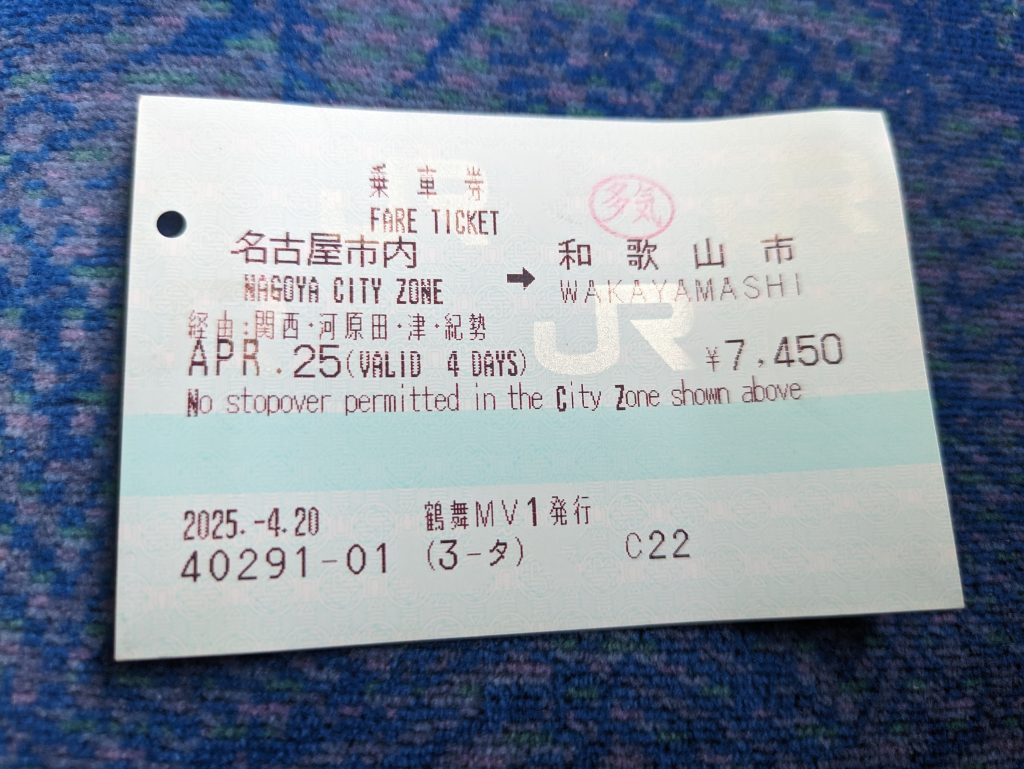 乗車券
FARE TICKET
多気
名古屋市内 → 和歌山市
NAGOYA CITY ZONE WAKAYAMASHI
経由:関西・河原田・津・紀勢
JR
APR.25(VALID 4 DAYS) ¥7,450
No stopover permitted in the City Zone shown above
2025.-4.20 鶴舞MV1発行
40291-01 (3-タ) C22